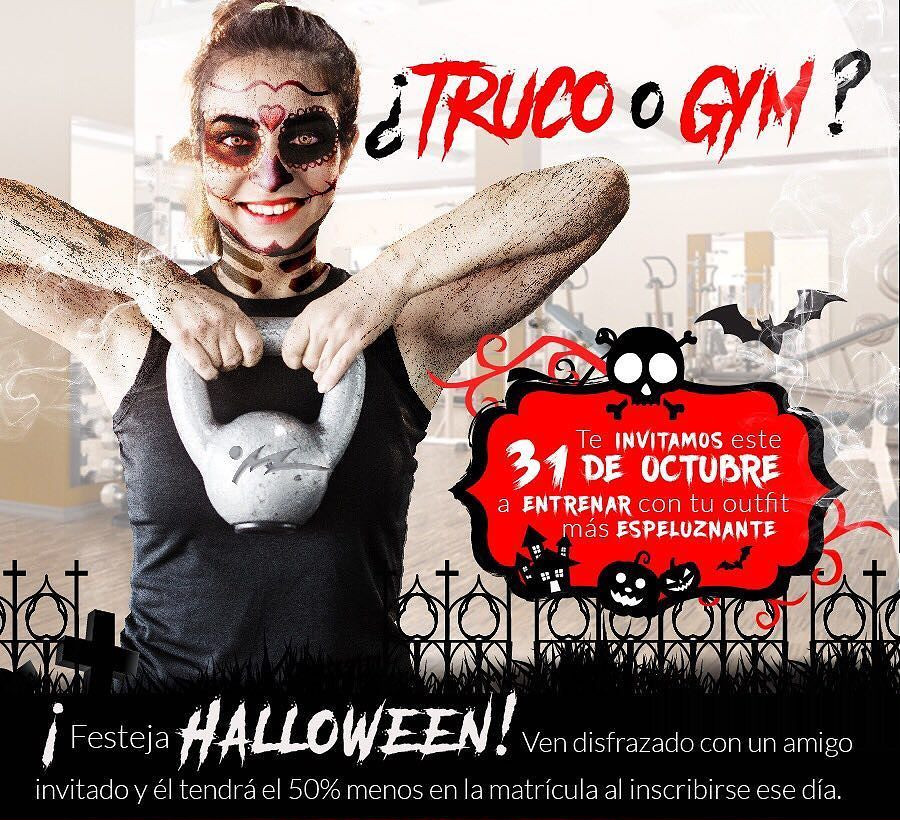 ¿TRUCO o GYM?
Te INVITAMOS este
31 DE OCTUBRE
a ENTRENAR con tu outfit
más ESPELUZNANTE
¡Festeja HALLOWEEN! Ven disfrazado con un amigo
invitado y él tendrá el 50% menos en la matrícula al inscribirse ese día.